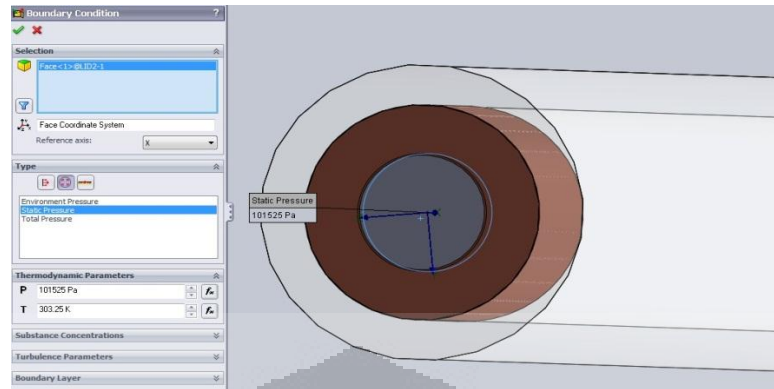 Boundary Condition ?
Selection
Face<1>@LID2-1
Face Coordinate System
Reference axis: X
Type
Environment Pressure
Static Pressure
Total Pressure
Thermodynamic Parameters
P 101525 Pa
T 303.25 K
Substance Concentrations
Turbulence Parameters
Boundary Layer
Static Pressure
101525 Pa